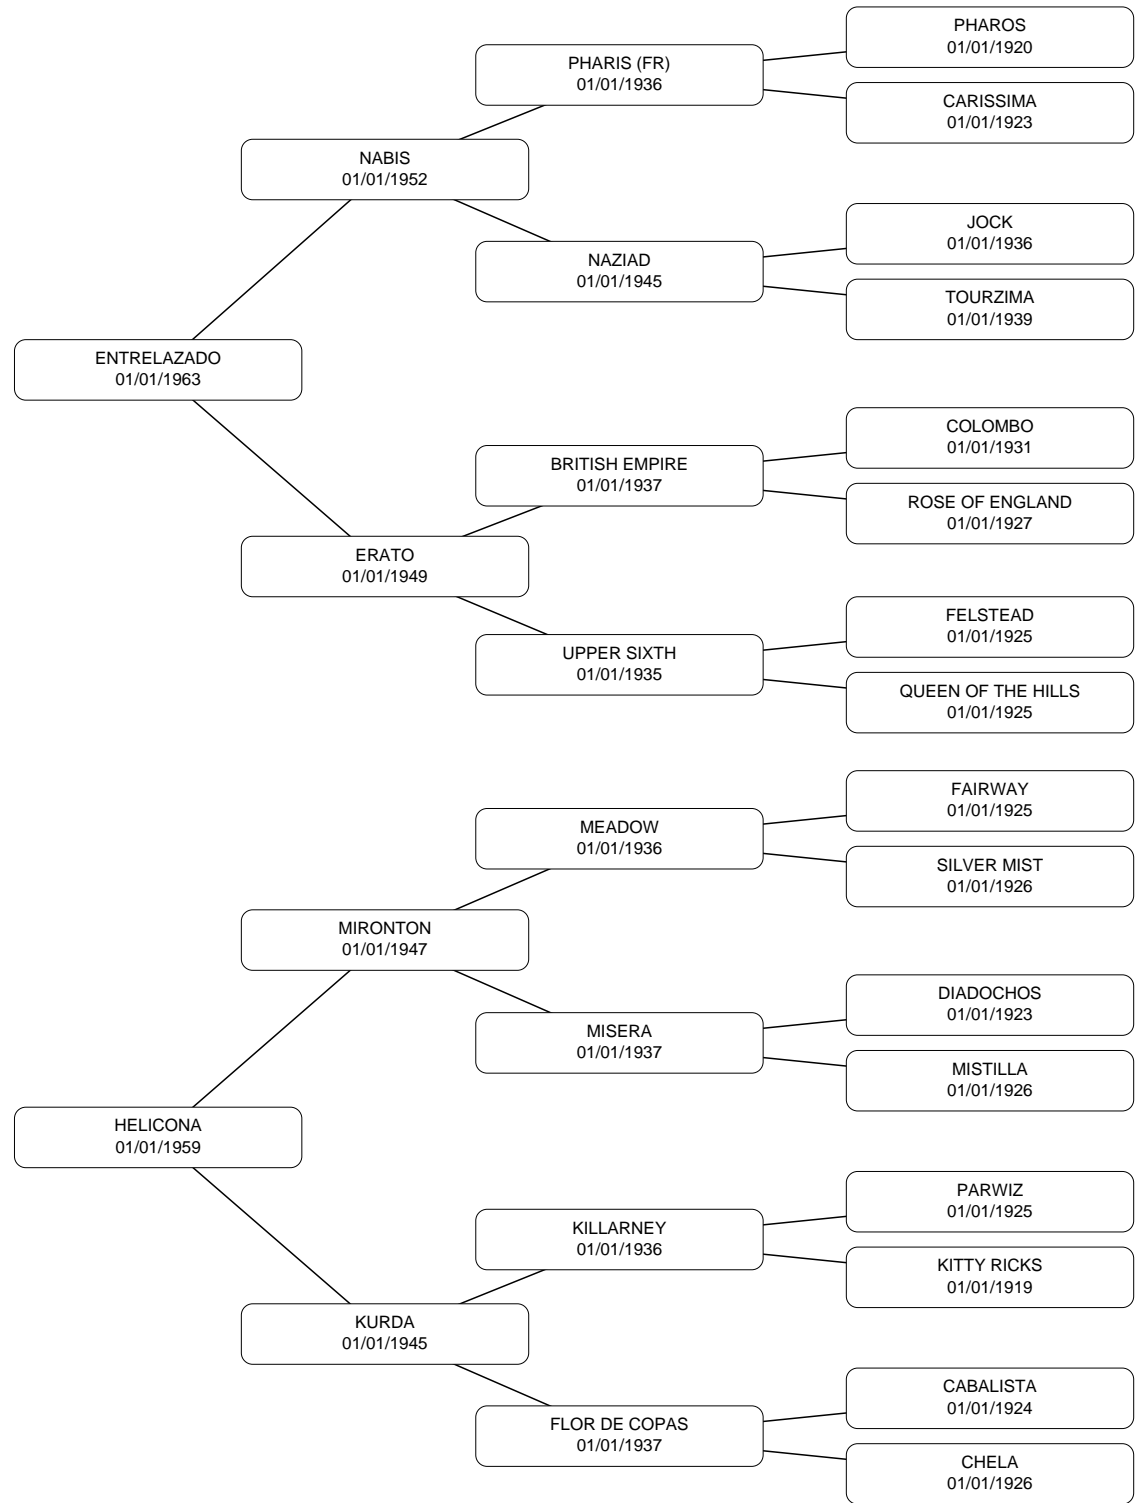 PHAROS
01/01/1920
PHARIS (FR)
01/01/1936
CARISSIMA
01/01/1923
NABIS
01/01/1952
JOCK
01/01/1936
NAZIAD
01/01/1945
TOURZIMA
01/01/1939
ENTRELAZADO
01/01/1963
COLOMBO
01/01/1931
BRITISH EMPIRE
01/01/1937
ROSE OF ENGLAND
01/01/1927
ERATO
01/01/1949
FELSTEAD
01/01/1925
UPPER SIXTH
01/01/1935
QUEEN OF THE HILLS
01/01/1925
FAIRWAY
01/01/1925
MEADOW
01/01/1936
SILVER MIST
01/01/1926
MIRONTON
01/01/1947
DIADOCHOS
01/01/1923
MISERA
01/01/1937
MISTILLA
01/01/1926
HELICONA
01/01/1959
PARWIZ
01/01/1925
KILLARNEY
01/01/1936
KITTY RICKS
01/01/1919
KURDA
01/01/1945
CABALISTA
01/01/1924
FLOR DE COPAS
01/01/1937
CHELA
01/01/1926